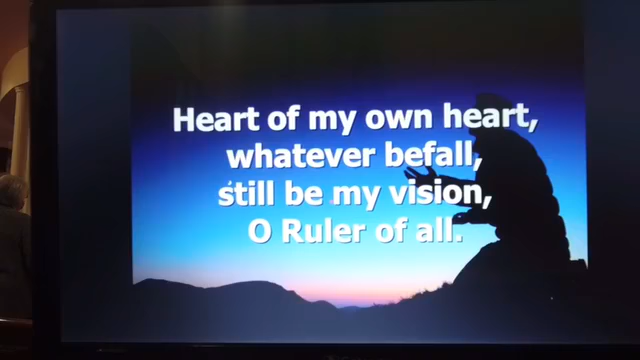 Heart of my own heart,
whatever befall,
still be my vision,
O Ruler of all.